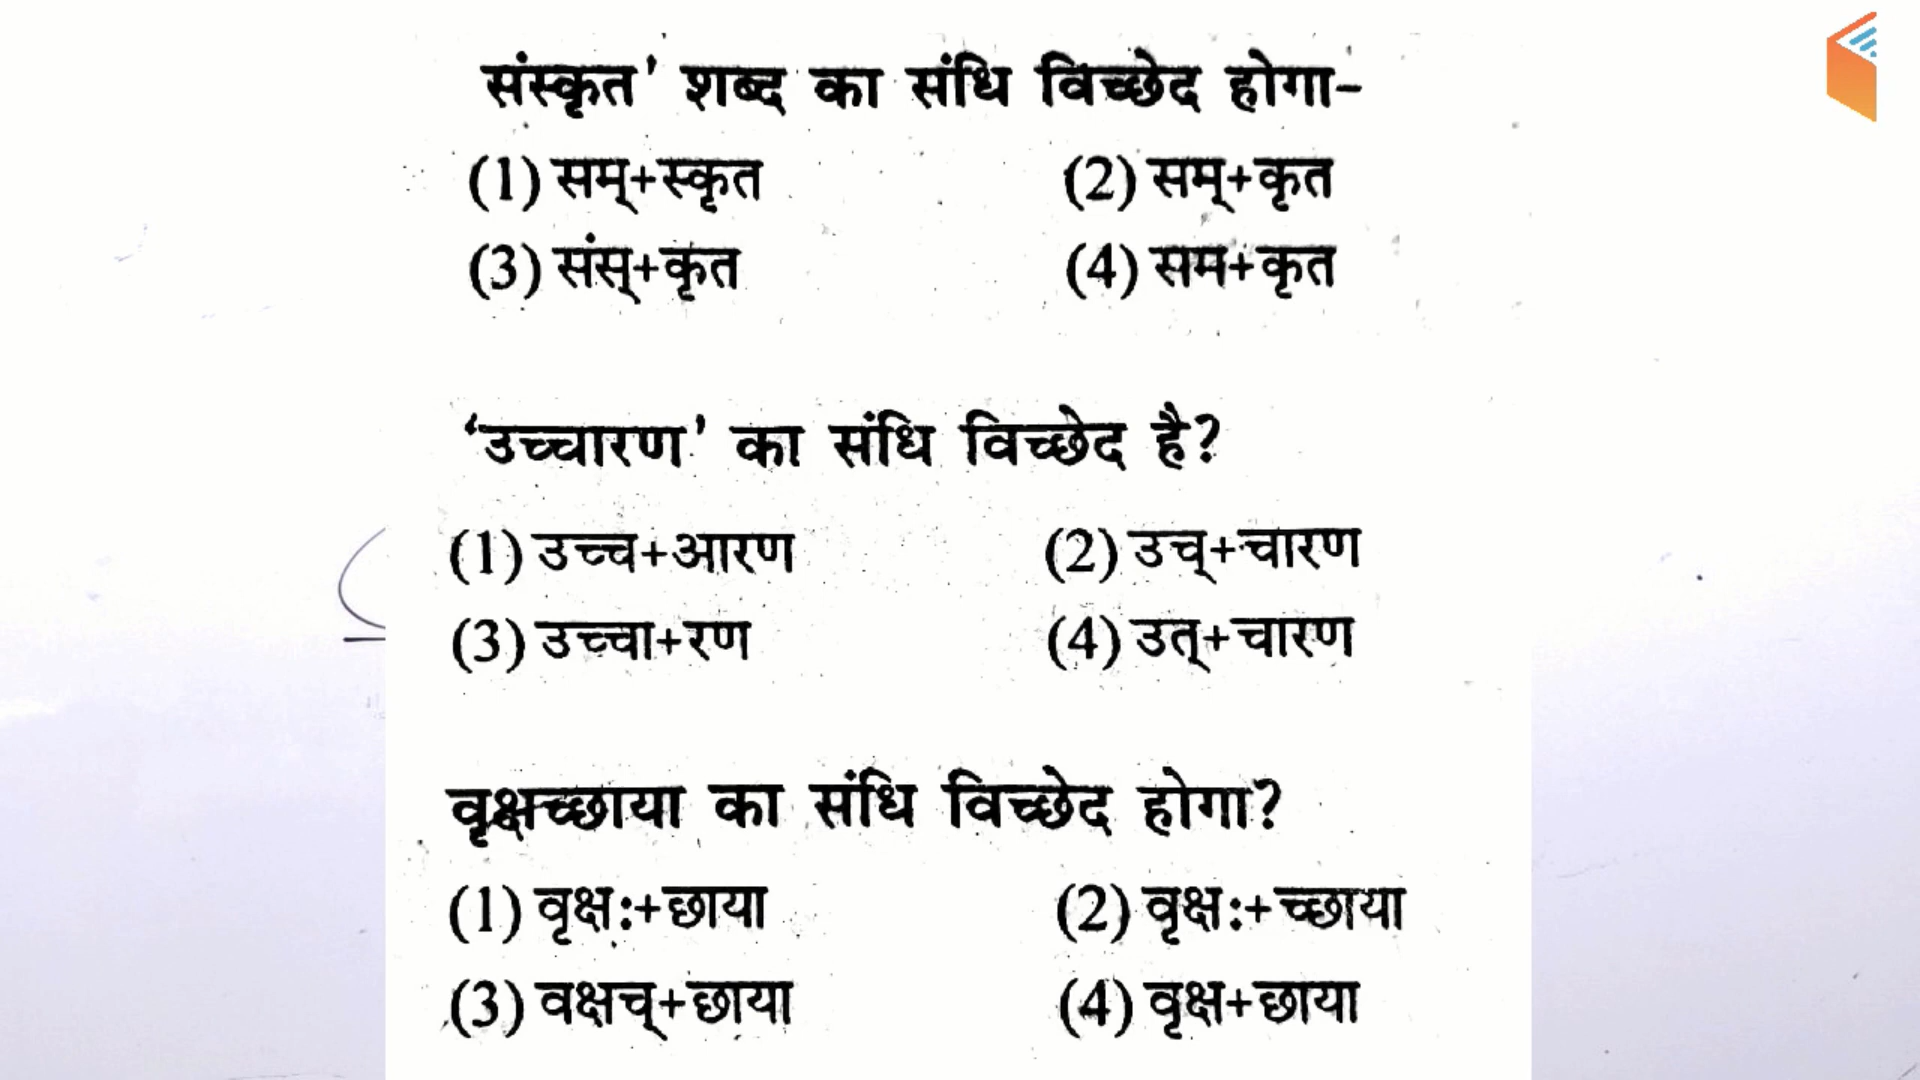 संस्कृत' शब्द का संधि विच्छेद होगा-
(1) सम्+स्कृत (2) सम्+कृत
(3) संस्+कृत (4) सम+कृत
'उच्चारण' का संधि विच्छेद है?
(1) उच्च+आरण (2) उच्+चारण
(3) उच्चा+रण (4) उत्+चारण
वृक्षच्छाया का संधि विच्छेद होगा?
(1) वृक्ष:+छाया (2) वृक्ष:+च्छाया
(3) वक्षच्+छाया (4) वृक्ष+छाया